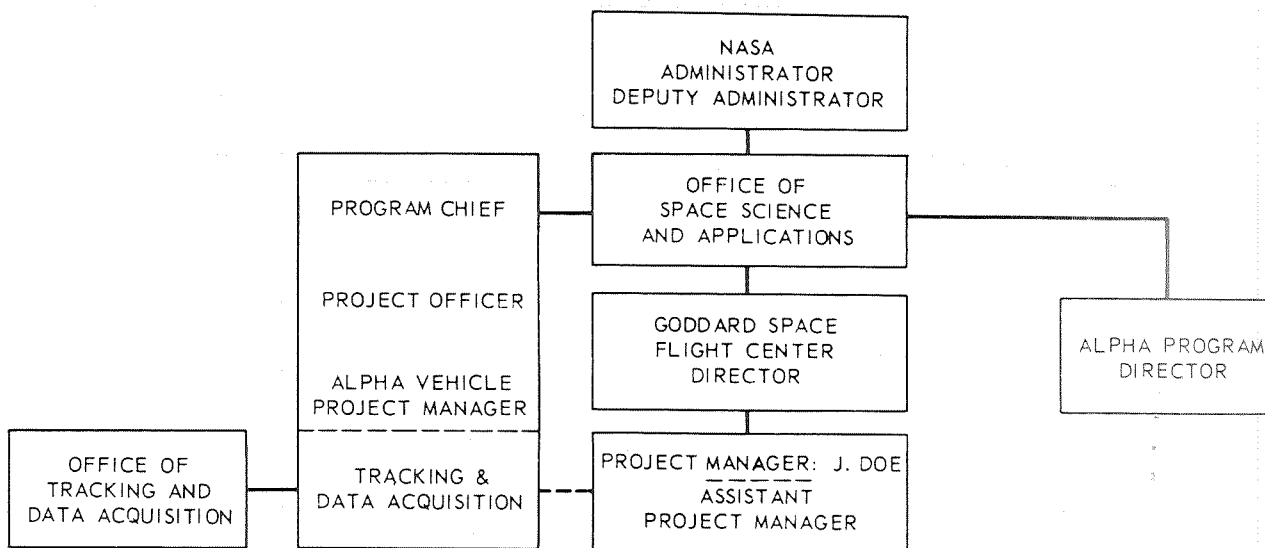 NASA
ADMINISTRATOR
DEPUTY ADMINISTRATOR
PROGRAM CHIEF
PROJECT OFFICER
ALPHA VEHICLE
PROJECT MANAGER
TRACKING &
DATA ACQUISITION
OFFICE OF
SPACE SCIENCE
AND APPLICATIONS
GODDARD SPACE
FLIGHT CENTER
DIRECTOR
ALPHA PROGRAM
DIRECTOR
OFFICE OF
TRACKING AND
DATA ACQUISITION
PROJECT MANAGER: J. DOE
ASSISTANT
PROJECT MANAGER